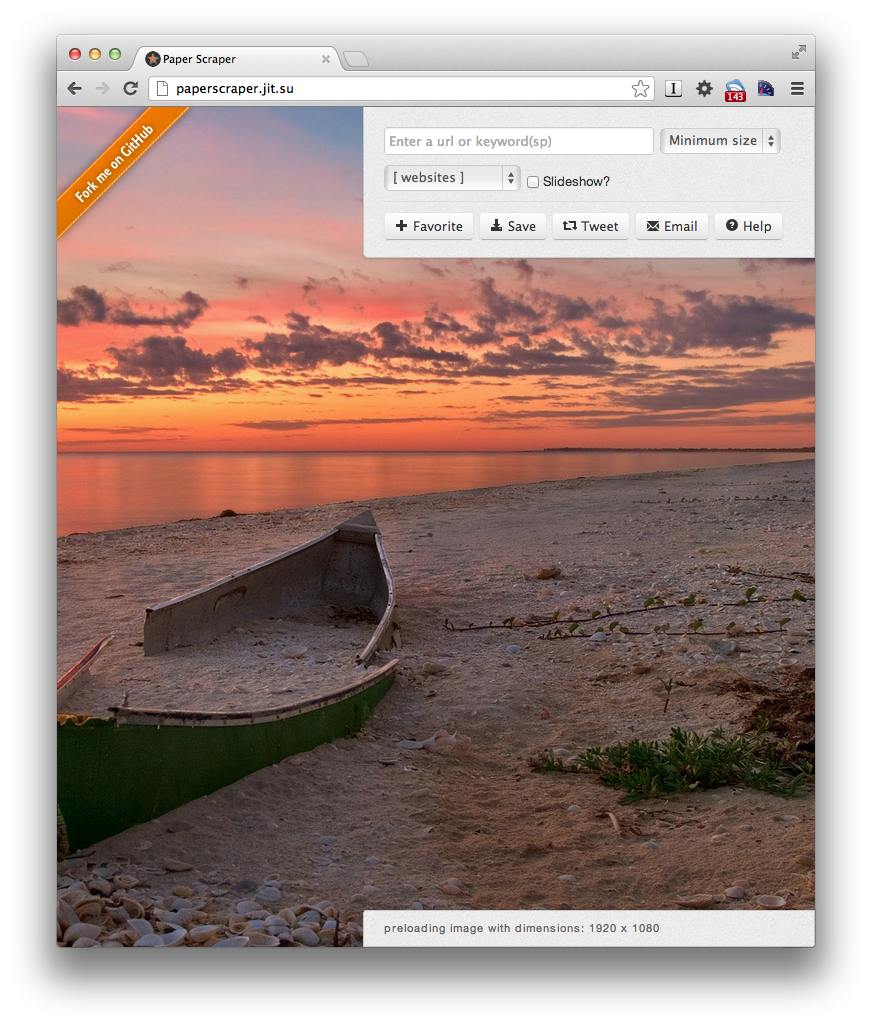 Paper Scraper
paperscraper.jit.su
I
143
Fork me on GitHub
Enter a url or keyword(sp)
Minimum size
[ websites ]
Slideshow?
Favorite
Save
Tweet
Email
Help
preloading image with dimensions: 1920 x 1080